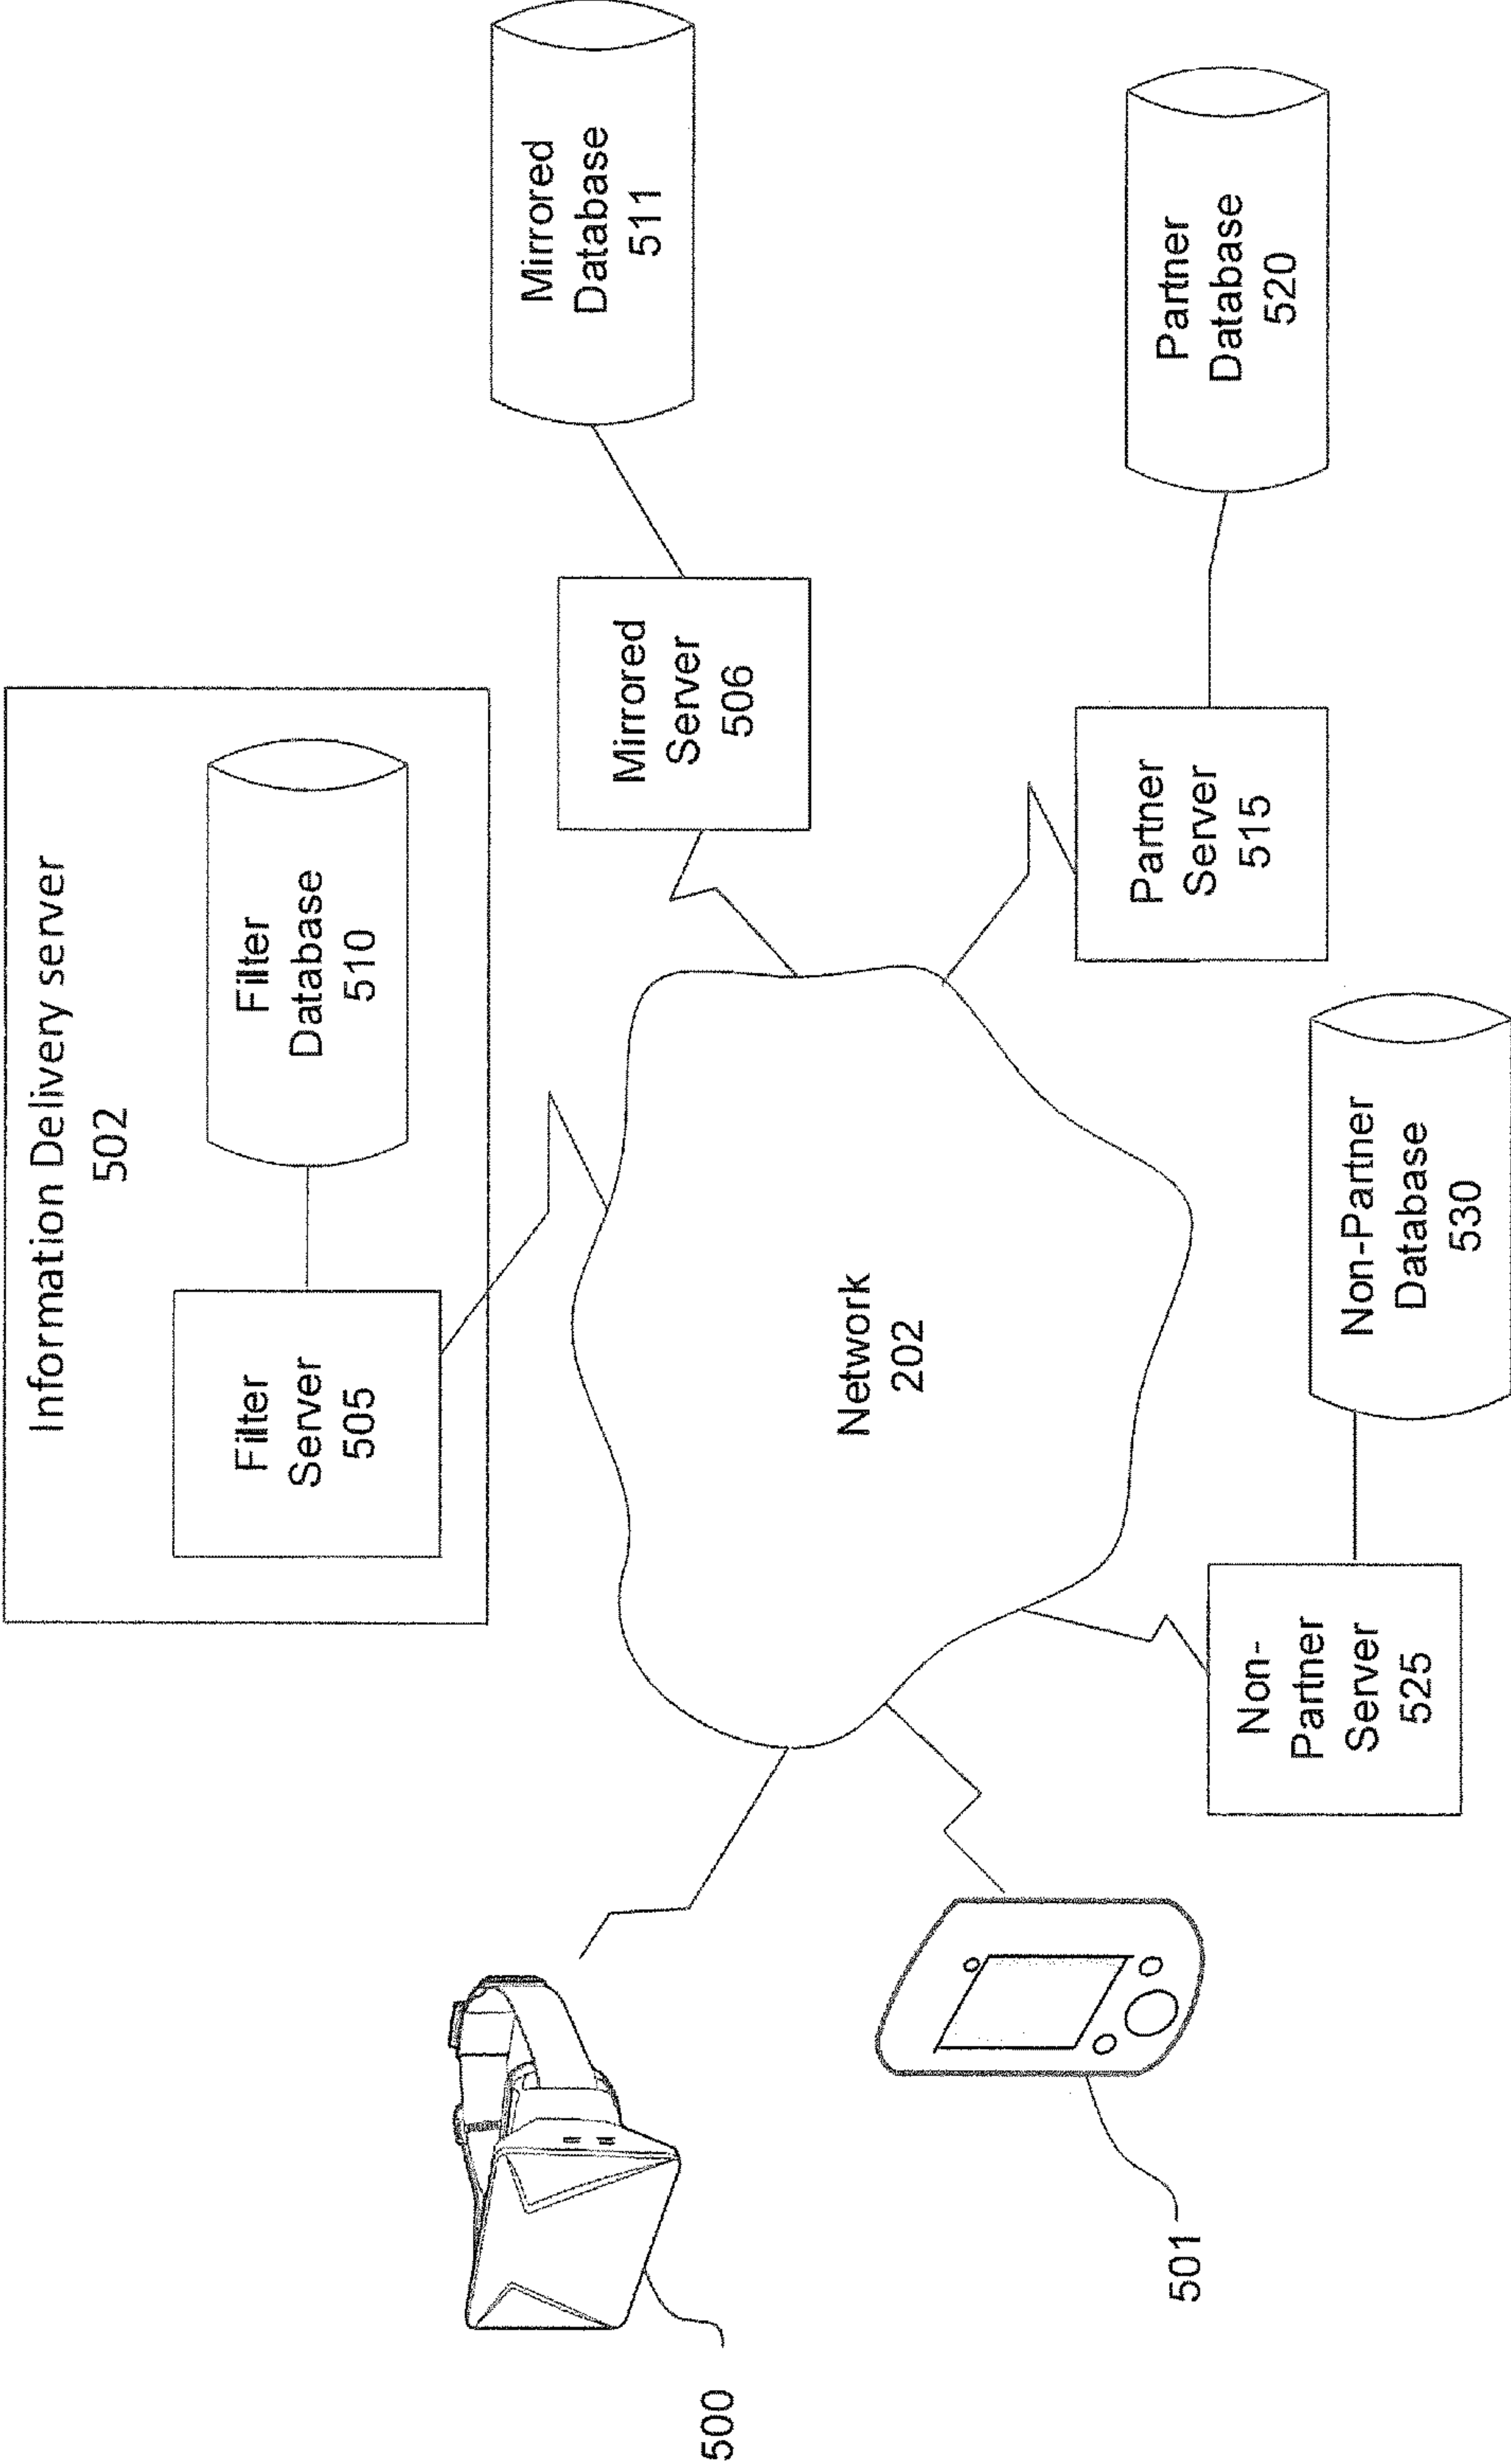 Information Delivery server
502
Filter
Server
505
Filter
Database
510
Mirrored
Server
506
Mirrored
Database
511
Network
202
Partner
Server
515
Partner
Database
520
Non-
Partner
Server
525
Non-Partner
Database
530
500
501